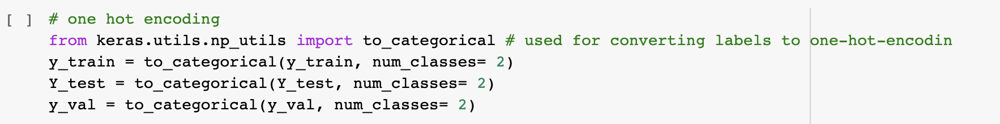 [ ] # one hot encoding
from keras.utils.np_utils import to_categorical # used for converting labels to one-hot-encodin
y_train = to_categorical(y_train, num_classes= 2)
Y_test = to_categorical(Y_test, num_classes= 2)
y_val = to_categorical(y_val, num_classes= 2)